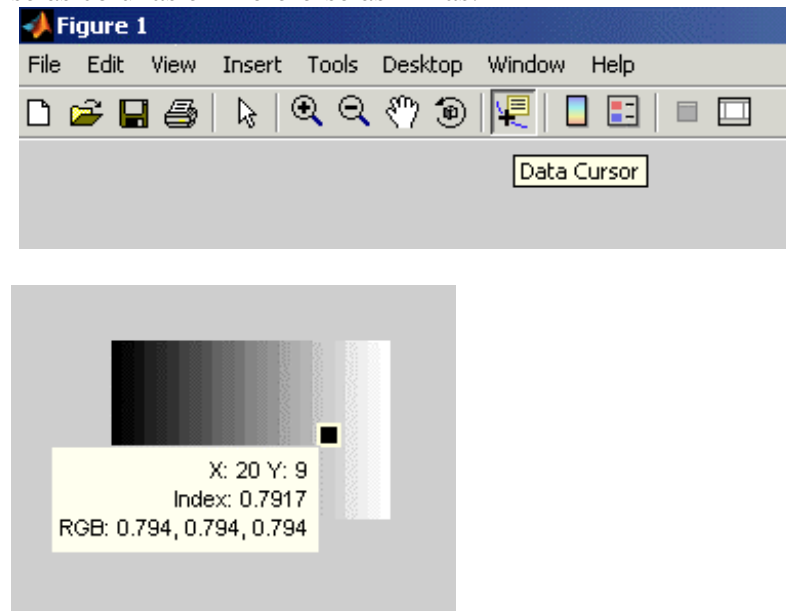 Figure 1
File Edit View Insert Tools Desktop Window Help
Data Cursor
X: 20 Y: 9
Index: 0.7917
RGB: 0.794, 0.794, 0.794